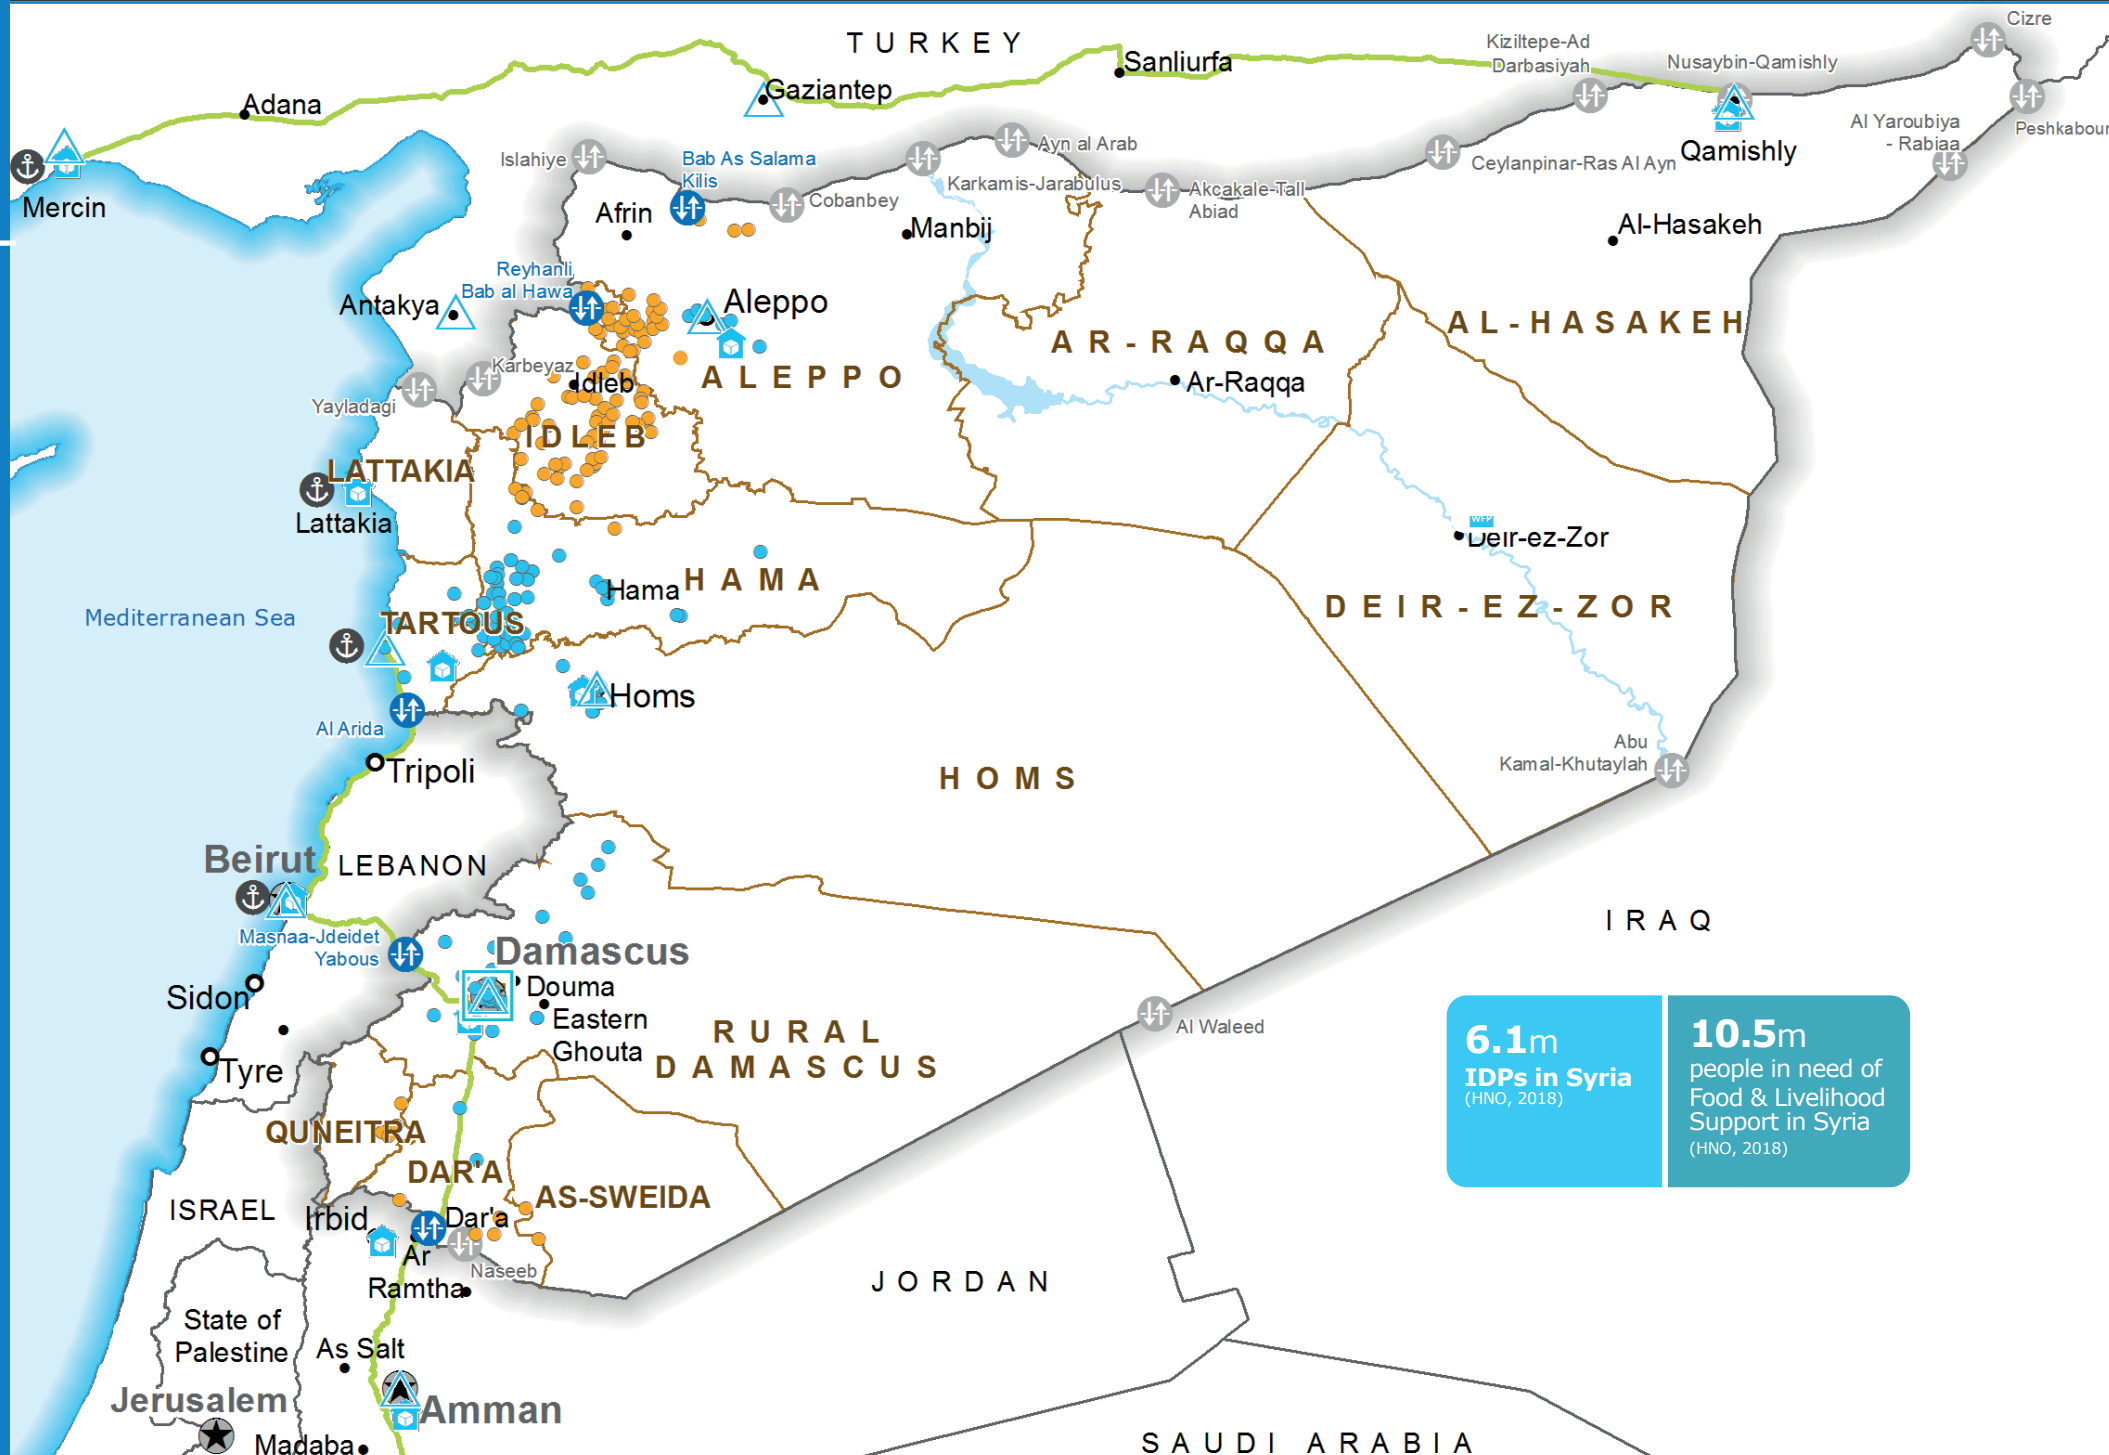 TURKEY
Cizre
Kiziltepe-Ad
Darbasiyah
Nusaybin-Qamishly
Sanliurfa
Gaziantep
Adana
Al Yaroubiya
- Rabiaa
Peshkabour
Qamishly
Islahiye
Bab As Salama
Kilis
Ayn al Arab
Ceylanpinar-Ras Al Ayn
Karkamis-Jarabulus
Akcakale-Tall
Abiad
Cobanbey
Mercin
Afrin
Manbij
Al-Hasakeh
Reyhanli
Bab al Hawa
Antakya
Aleppo
AL-HASAKEH
AR-RAQQA
Karbeyaz
Idleb
ALEPPO
Ar-Raqqa
Yayladagi
IDLEB
LATTAKIA
Lattakia
WFP
Deir-ez-Zor
Hama
HAMA
DEIR-EZ-ZOR
Mediterranean Sea
TARTOUS
Homs
Al Arida
Abu
Kamal-Khutaylah
Tripoli
HOMS
Beirut
LEBANON
IRAQ
Masnaa-Jdeidet
Yabous
Damascus
Douma
Sidon
Eastern
Ghouta
Al Waleed
RURAL
DAMASCUS
Tyre
6.1m
IDPs in Syria
(HNO, 2018)
10.5m
people in need of
Food & Livelihood
Support in Syria
(HNO, 2018)
QUNEITRA
DAR'A
AS-SWEIDA
ISRAEL
Irbid
Dar'a
Ar
Ramtha
Naseeb
JORDAN
State of
Palestine
As Salt
Jerusalem
Amman
Madaba
SAUDI ARABIA